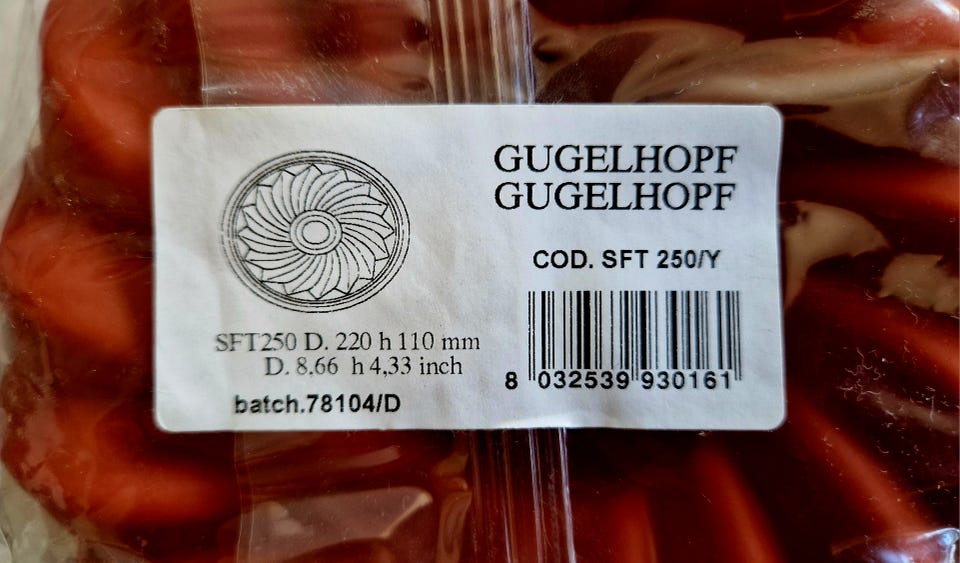 GUGELHOPF
GUGELHOPF
COD. SFT 250/Y
SFT250 D. 220 h 110 mm
D. 8,66 h 4,33 inch
batch.78104/D
8 032539 930161